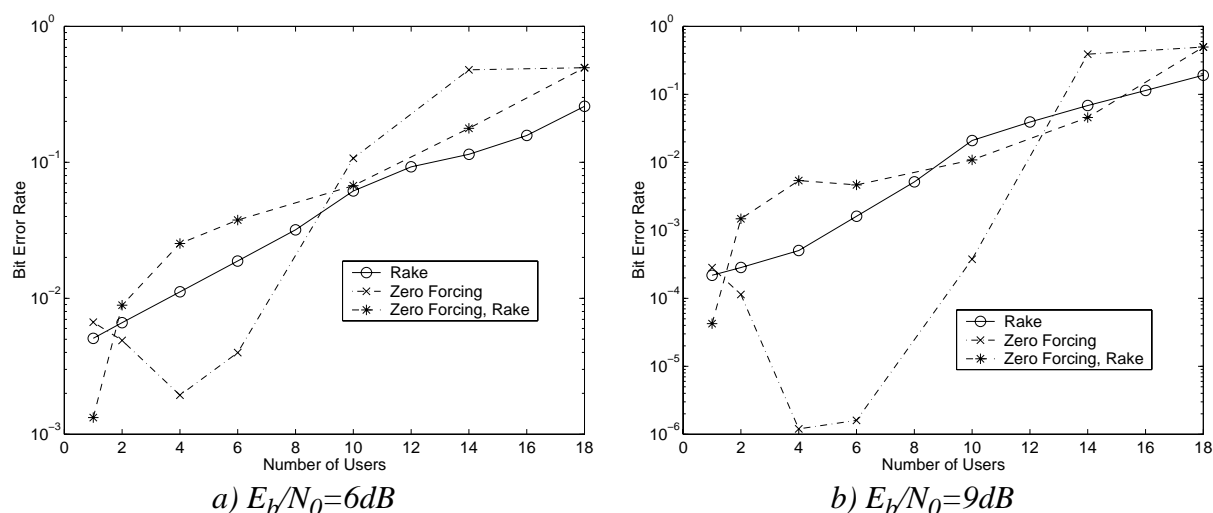 10^0
10^-1
10^-2
10^-3
Bit Error Rate
0 2 4 6 8 10 12 14 16 18
Number of Users
Rake
Zero Forcing
Zero Forcing, Rake
a) E_b/N_0=6dB
10^0
10^-1
10^-2
10^-3
10^-4
10^-5
10^-6
Bit Error Rate
0 2 4 6 8 10 12 14 16 18
Number of Users
Rake
Zero Forcing
Zero Forcing, Rake
b) E_b/N_0=9dB